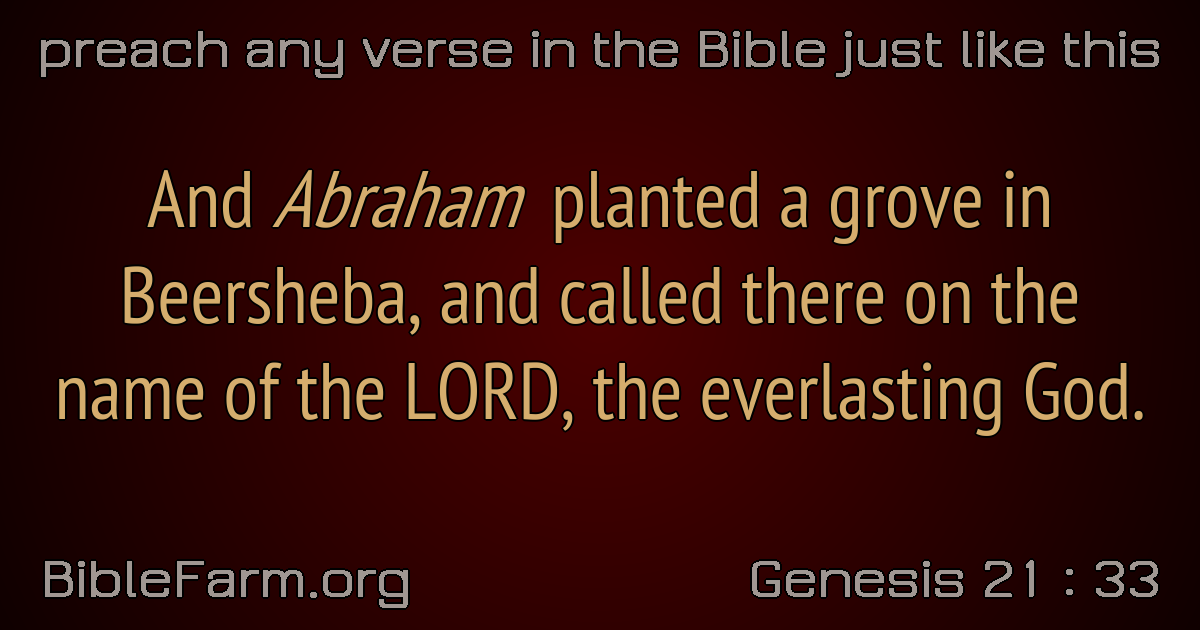 preach any verse in the Bible just like this
And Abraham planted a grove in
Beersheba, and called there on the
name of the LORD, the everlasting God.
BibleFarm.org
Genesis 21 : 33